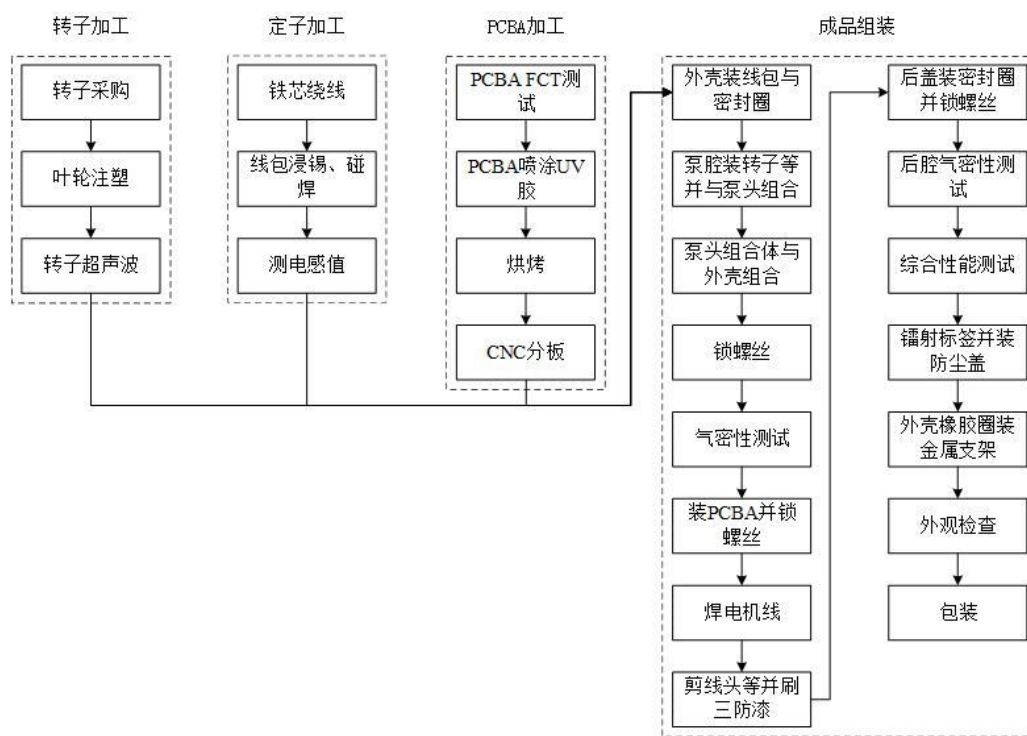 转子加工
转子采购
叶轮注塑
转子超声波
定子加工
铁芯绕线
线包浸锡、碰
焊
测电感值
PCBA加工
PCBA FCT测
试
PCBA喷涂UV
胶
烘烤
CNC分板
成品组装
外壳装线包与
密封圈
泵腔装转子等
并与泵头组合
泵头组合体与
外壳组合
锁螺丝
气密性测试
装PCBA并锁
螺丝
焊电机线
剪线头等并刷
三防漆
后盖装密封圈
并锁螺丝
后腔气密性测
试
综合性能测试
镭射标签并装
防尘盖
外壳橡胶圈装
金属支架
外观检查
包装